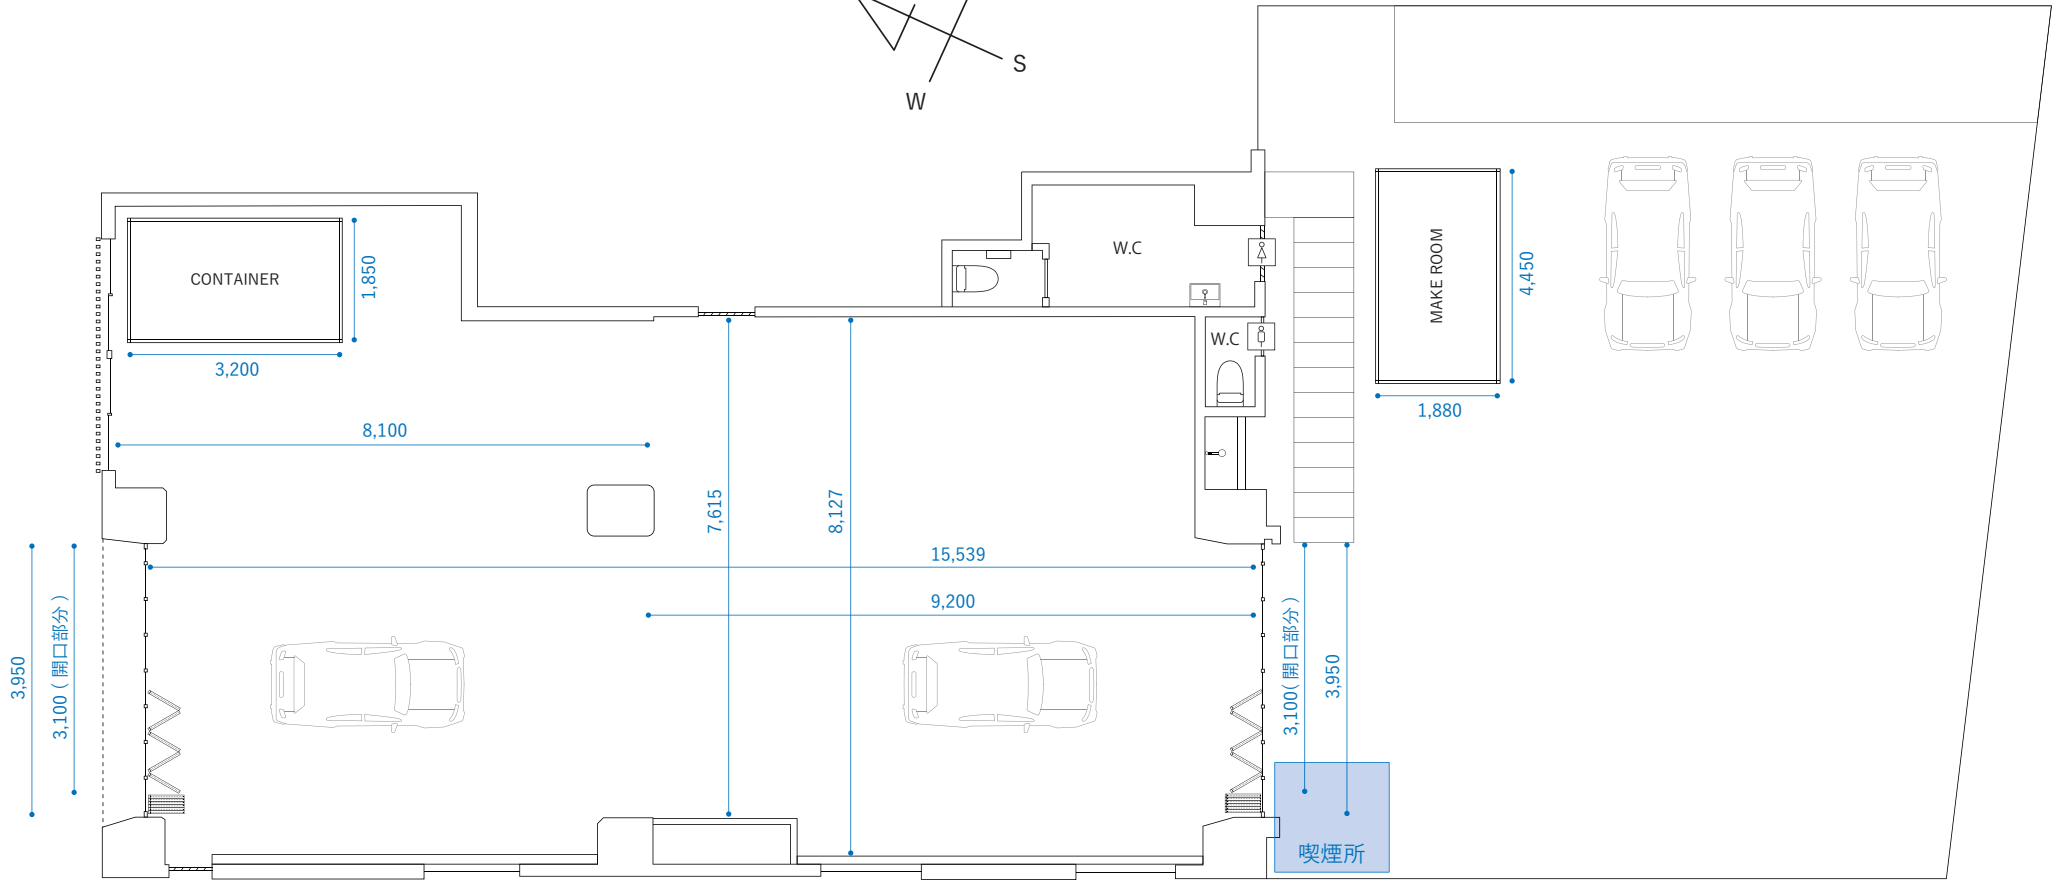 S
W
W.C
CONTAINER
1,850
3,200
W.C
MAKE ROOM
4,450
1,880
8,100
7,615
8,127
15,539
9,200
3,950
3,100 ( 開口部分 )
3,100( 開口部分 )
3,950
喫煙所